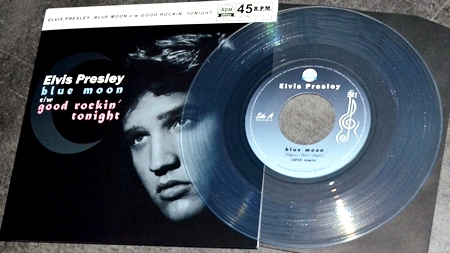 ELVIS PRESLEY: BLUE MOON c/w GOOD ROCKIN' TONIGHT
45 R.P.M.
Elvis Presley
blue moon
c/w
good rockin'
tonight
Elvis Presley
Side A
blue moon